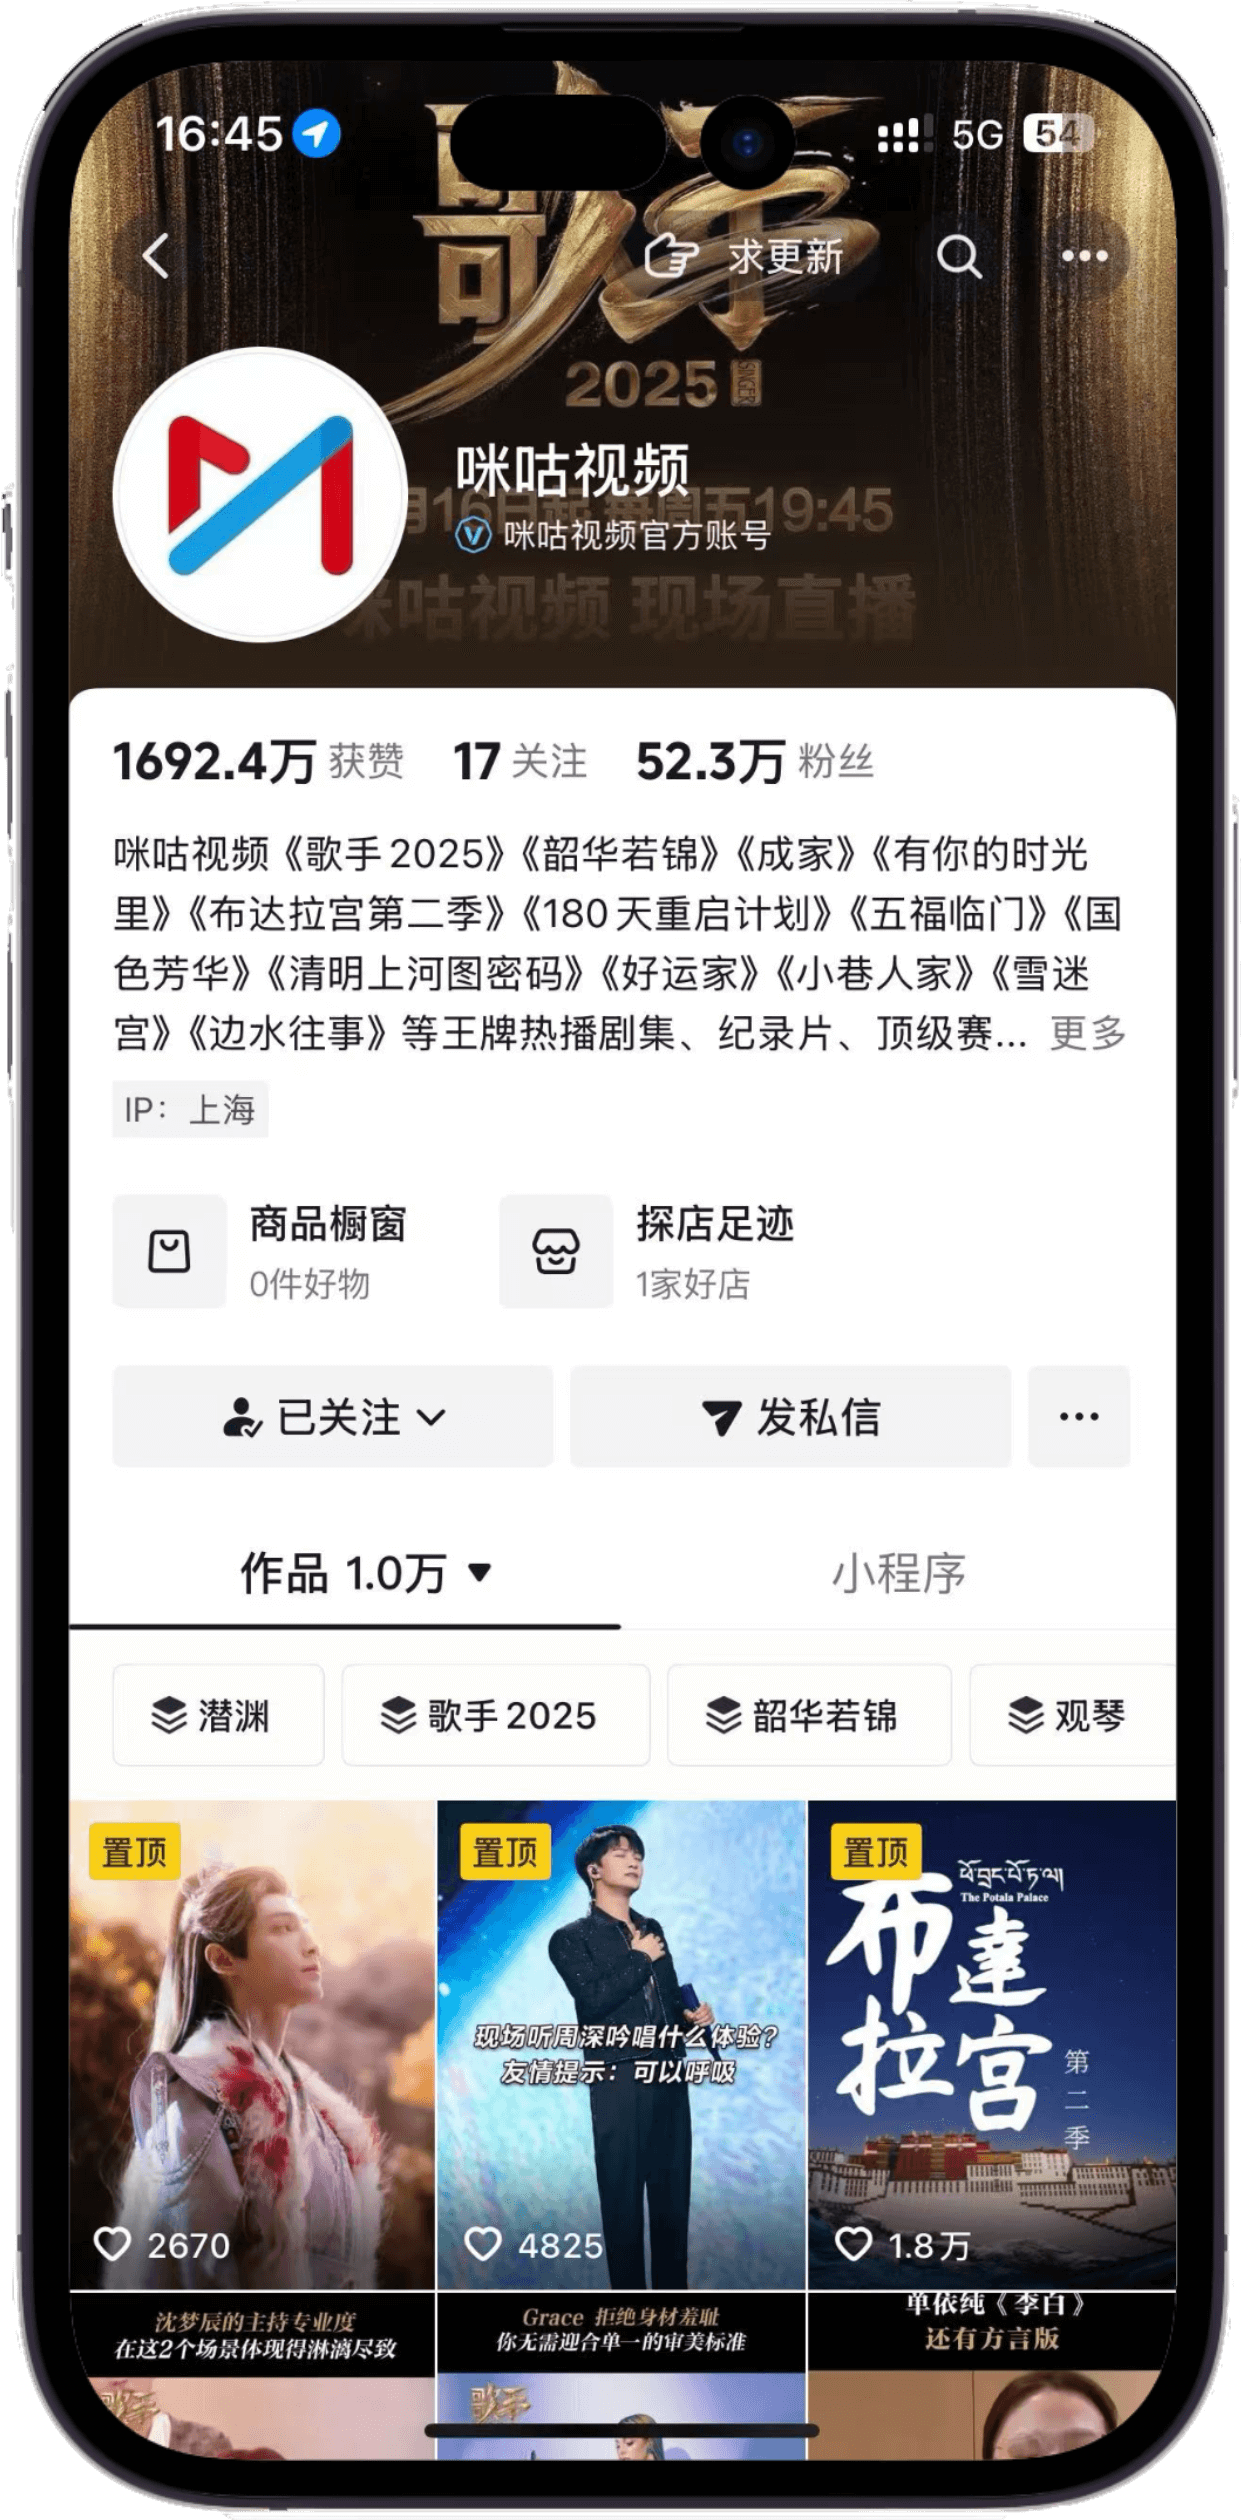 16:45
5G 54
歌手
求更新
2025 SINGER
咪咕视频
月16日起 每周五19:45
咪咕视频官方账号
咪咕视频 现场直播
1692.4万 获赞 17 关注 52.3万 粉丝
咪咕视频《歌手2025》《韶华若锦》《成家》《有你的时光
里》《布达拉宫第二季》《180天重启计划》《五福临门》《国
色芳华》《清明上河图密码》《好运家》《小巷人家》《雪迷
宫》《边水往事》等王牌热播剧集、纪录片、顶级赛... 更多
IP：上海
商品橱窗
0件好物
探店足迹
1家好店
已关注
发私信
作品 1.0万
小程序
潜渊
歌手2025
韶华若锦
观琴
置顶
2670
置顶
现场听周深吟唱什么体验？
友情提示：可以呼吸
4825
置顶
ཕོ་བྲང་པོ་ཏ་ལ།
The Potala Palace
布達
拉宫
第二季
1.8万
沈梦辰的主持专业度
在这2个场景体现得淋漓尽致
歌手
Grace 拒绝身材羞耻
你无需迎合单一的审美标准
歌手
单依纯《李白》
还有方言版